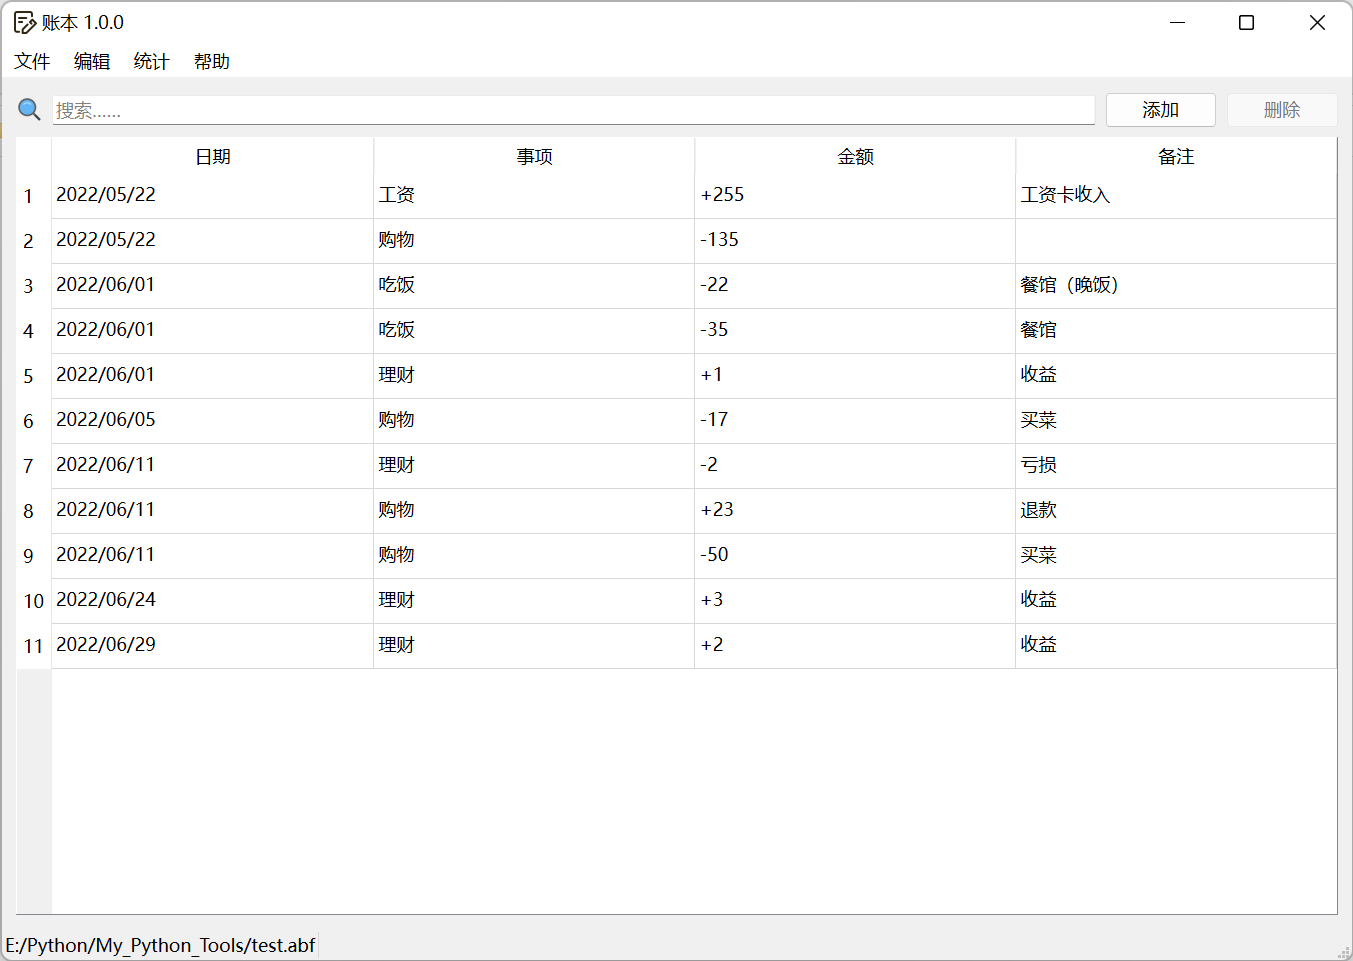 账本 1.0.0
文件 编辑 统计 帮助
搜索...... 添加 删除
日期 事项 金额 备注
1 2022/05/22 工资 +255 工资卡收入
2 2022/05/22 购物 -135
3 2022/06/01 吃饭 -22 餐馆（晚饭）
4 2022/06/01 吃饭 -35 餐馆
5 2022/06/01 理财 +1 收益
6 2022/06/05 购物 -17 买菜
7 2022/06/11 理财 -2 亏损
8 2022/06/11 购物 +23 退款
9 2022/06/11 购物 -50 买菜
10 2022/06/24 理财 +3 收益
11 2022/06/29 理财 +2 收益
E:/Python/My_Python_Tools/test.abf